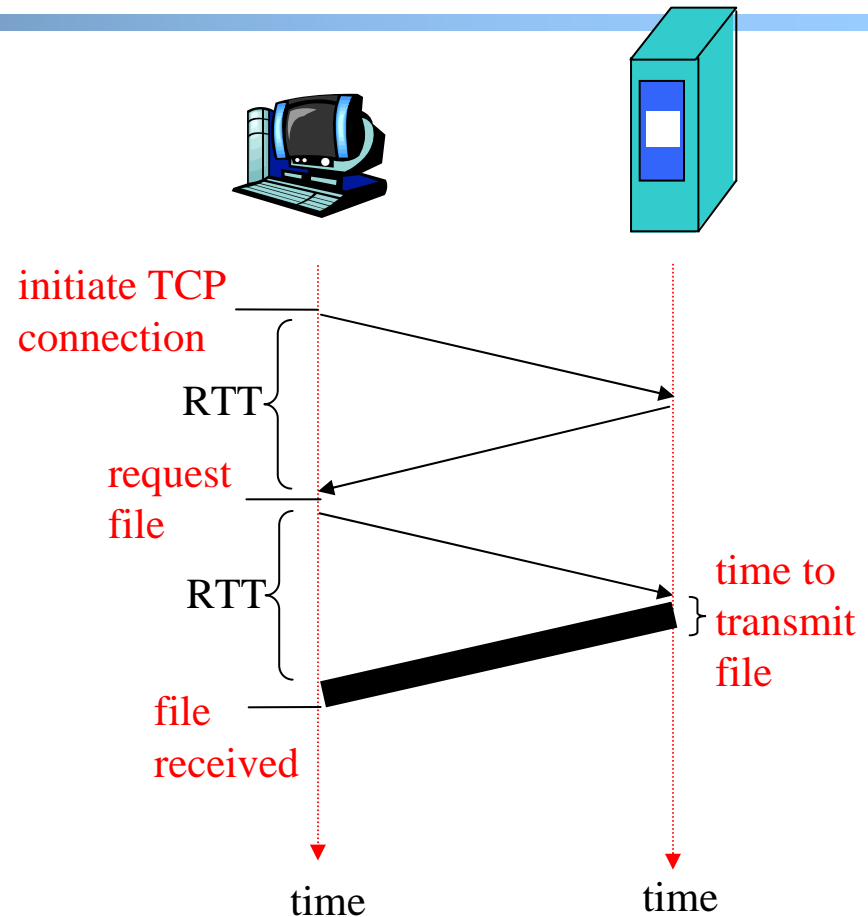 initiate TCP
connection
RTT
request
file
RTT
time to
transmit
file
file
received
time
time